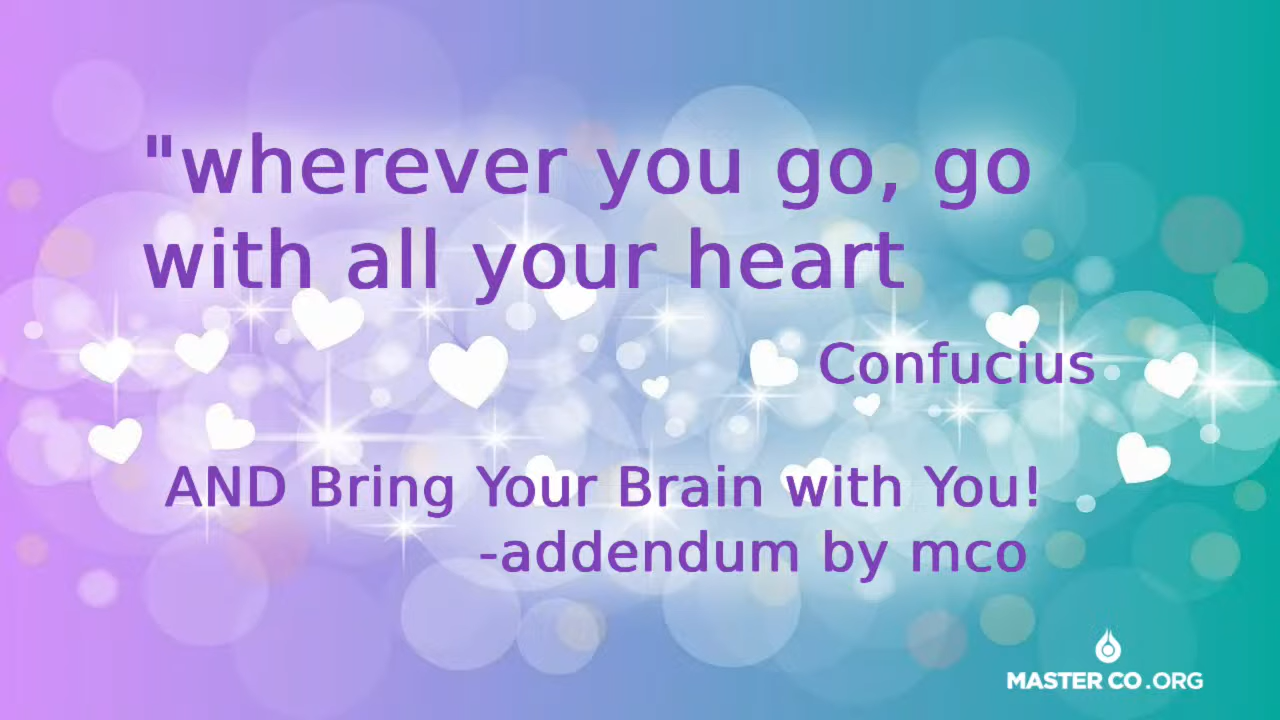 "wherever you go, go
with all your heart
Confucius
AND Bring Your Brain with You!
-addendum by mco
MASTER CO.ORG